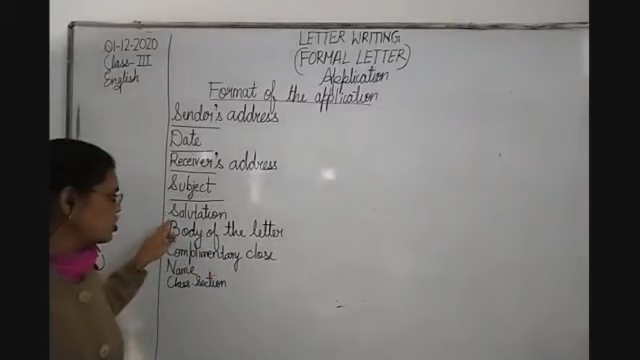 01-12-2020
Class-III
English
LETTER WRITING
(FORMAL LETTER)
Application
Format of the application
Sender's address
Date
Receiver's address
Subject
Salutation
Body of the letter
Complimentary close
Name
Class-Section